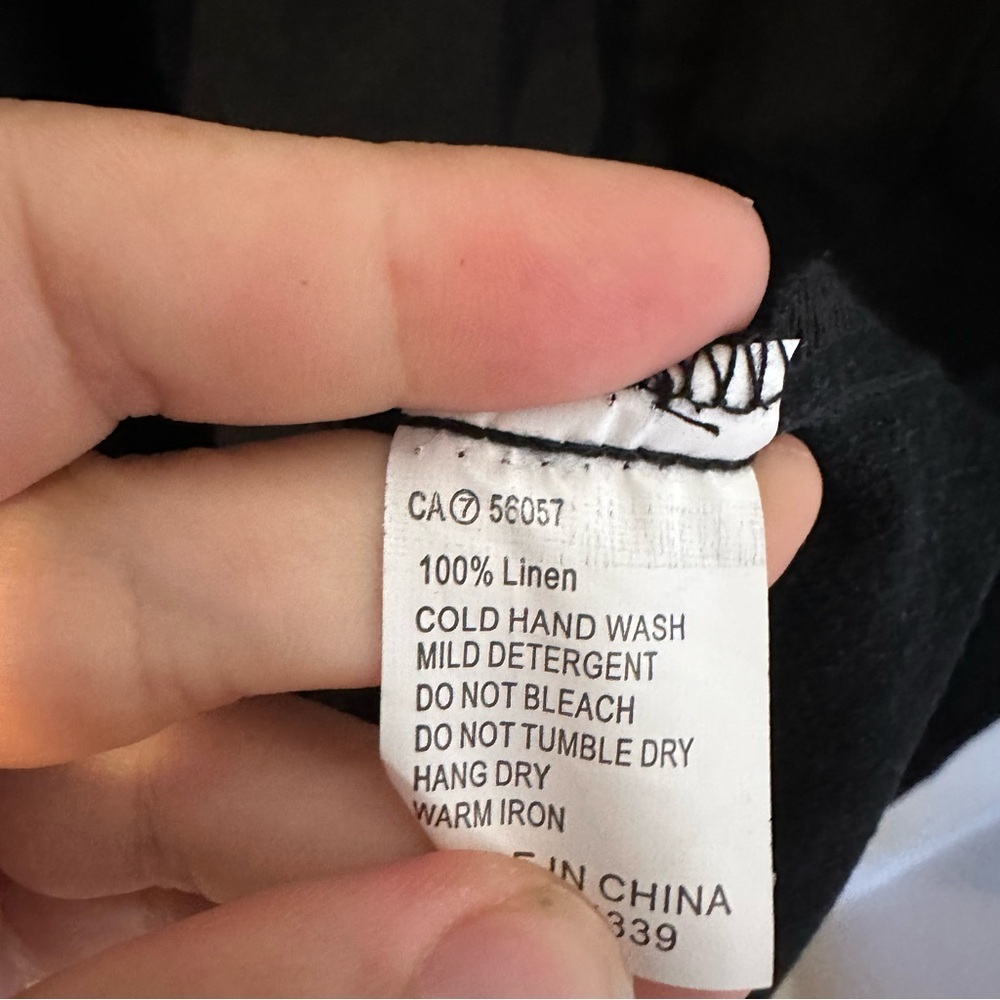 CA⑦ 56057
100% Linen
COLD HAND WASH
MILD DETERGENT
DO NOT BLEACH
DO NOT TUMBLE DRY
HANG DRY
WARM IRON
IN CHINA
339